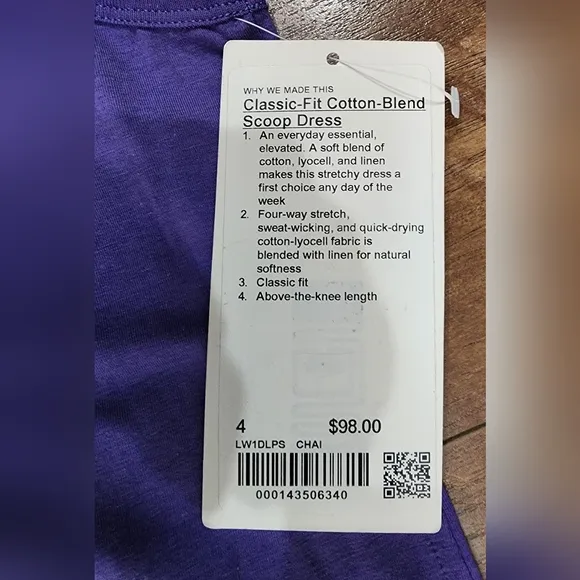 WHY WE MADE THIS
Classic-Fit Cotton-Blend
Scoop Dress
1. An everyday essential,
elevated. A soft blend of
cotton, lyocell, and linen
makes this stretchy dress a
first choice any day of the
week
2. Four-way stretch,
sweat-wicking, and quick-drying
cotton-lyocell fabric is
blended with linen for natural
softness
3. Classic fit
4. Above-the-knee length
4 $98.00
LW1DLPS CHAI
000143506340